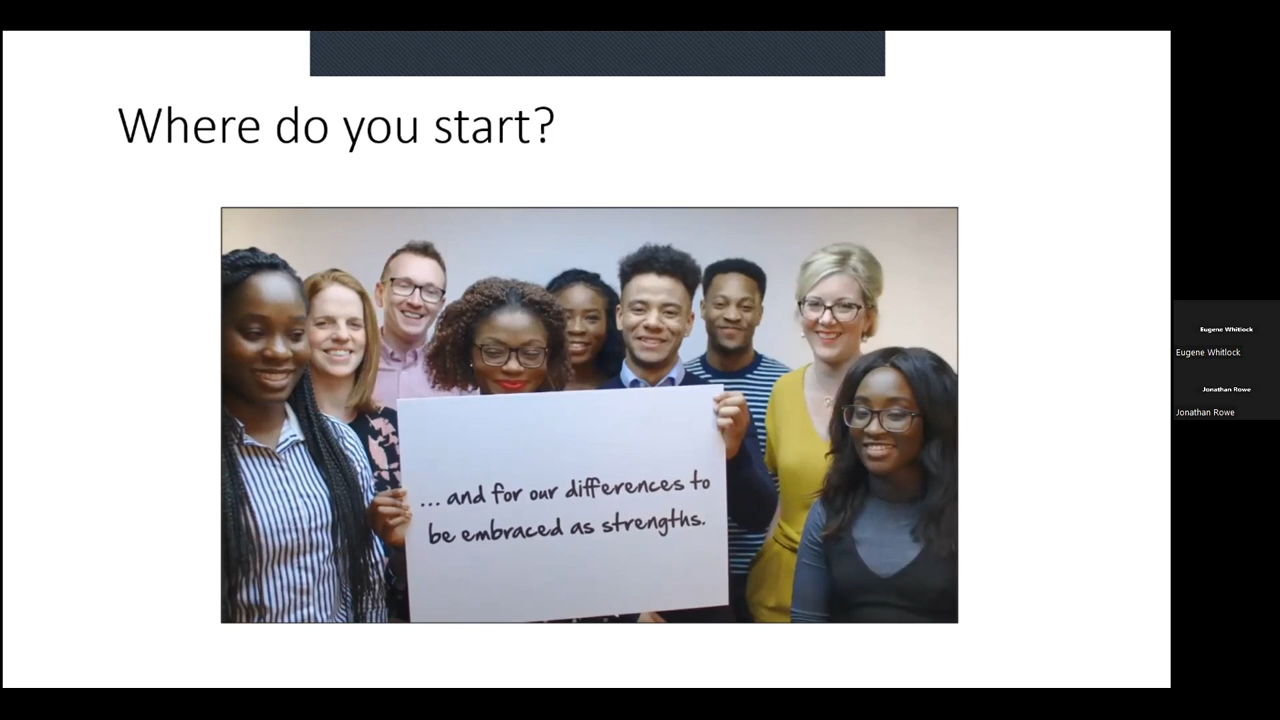 Where do you start?
... and for our differences to
be embraced as strengths.
Eugene Whitlock
Eugene Whitlock
Jonathan Rowe
Jonathan Rowe